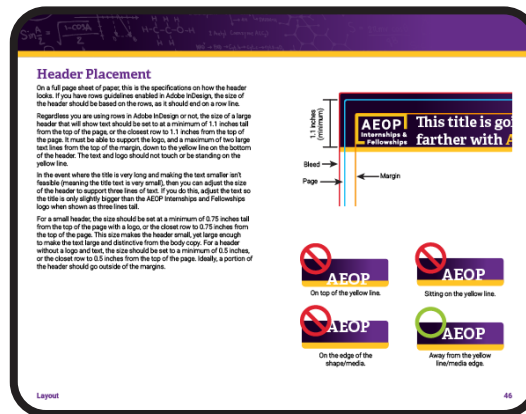 Header Placement
On a full page sheet of paper, this is the specifications on how the header
looks. If you have rows guidelines enabled in Adobe InDesign, the size of
the header should be based on the rows, as it should end on a row line.
Regardless you are using rows in Adobe InDesign or not, the size of a large
header that will show text should be set to at a minimum of 1.1 inches tall
from the top of the page, or the closest row to 1.1 inches from the top of
the page. It must be able to support the logo, and a maximum of two large
text lines from the top of the margin, down to the yellow line on the bottom
of the header. The text and logo should not touch or be standing on the
yellow line.
In the event where the title is very long and making the text smaller isn't
feasible (meaning the title text is very small), then you can adjust the size
of the header to support three lines of text. If you do this, adjust the text so
the title is only slightly bigger than the AEOP Internships and Fellowships
logo when shown as three lines tall.
For a small header, the size should be set at a minimum of 0.75 inches tall
from the top of the page with a logo, or the closet row to 0.75 inches from
the top of the page. This size makes the header small, yet large enough
to make the text large and distinctive from the body copy. For a header
without a logo and text, the size should be set to a minimum of 0.5 inches,
or the closet row to 0.5 inches from the top of the page. Ideally, a portion of
the header should go outside of the margins.
1.1 inches
(minimum)
AEOP
Internships &
Fellowships
This title is goi
farther with A
Bleed
Page
Margin
AEOP
On top of the yellow line.
AEOP
Sitting on the yellow line.
AEOP
On the edge of the
shape/media.
AEOP
Away from the yellow
line/media edge.
Layout
46